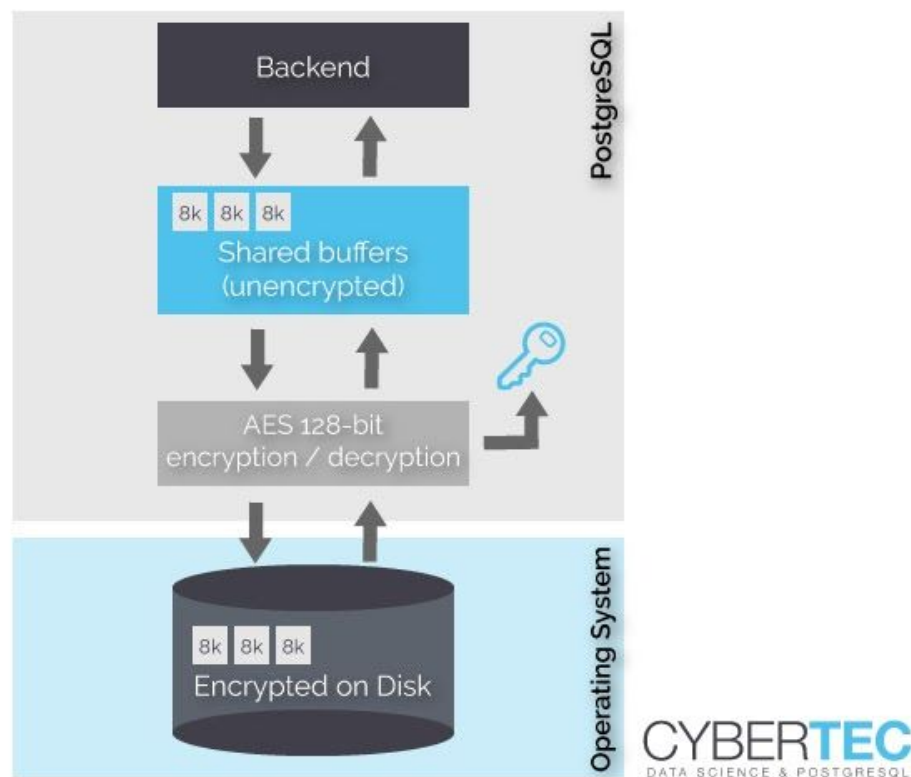 Backend
PostgreSQL
8k 8k 8k
Shared buffers
(unencrypted)
AES 128-bit
encryption / decryption
Operating System
8k 8k 8k
Encrypted on Disk
CYBERTEC
DATA SCIENCE & POSTGRESQL